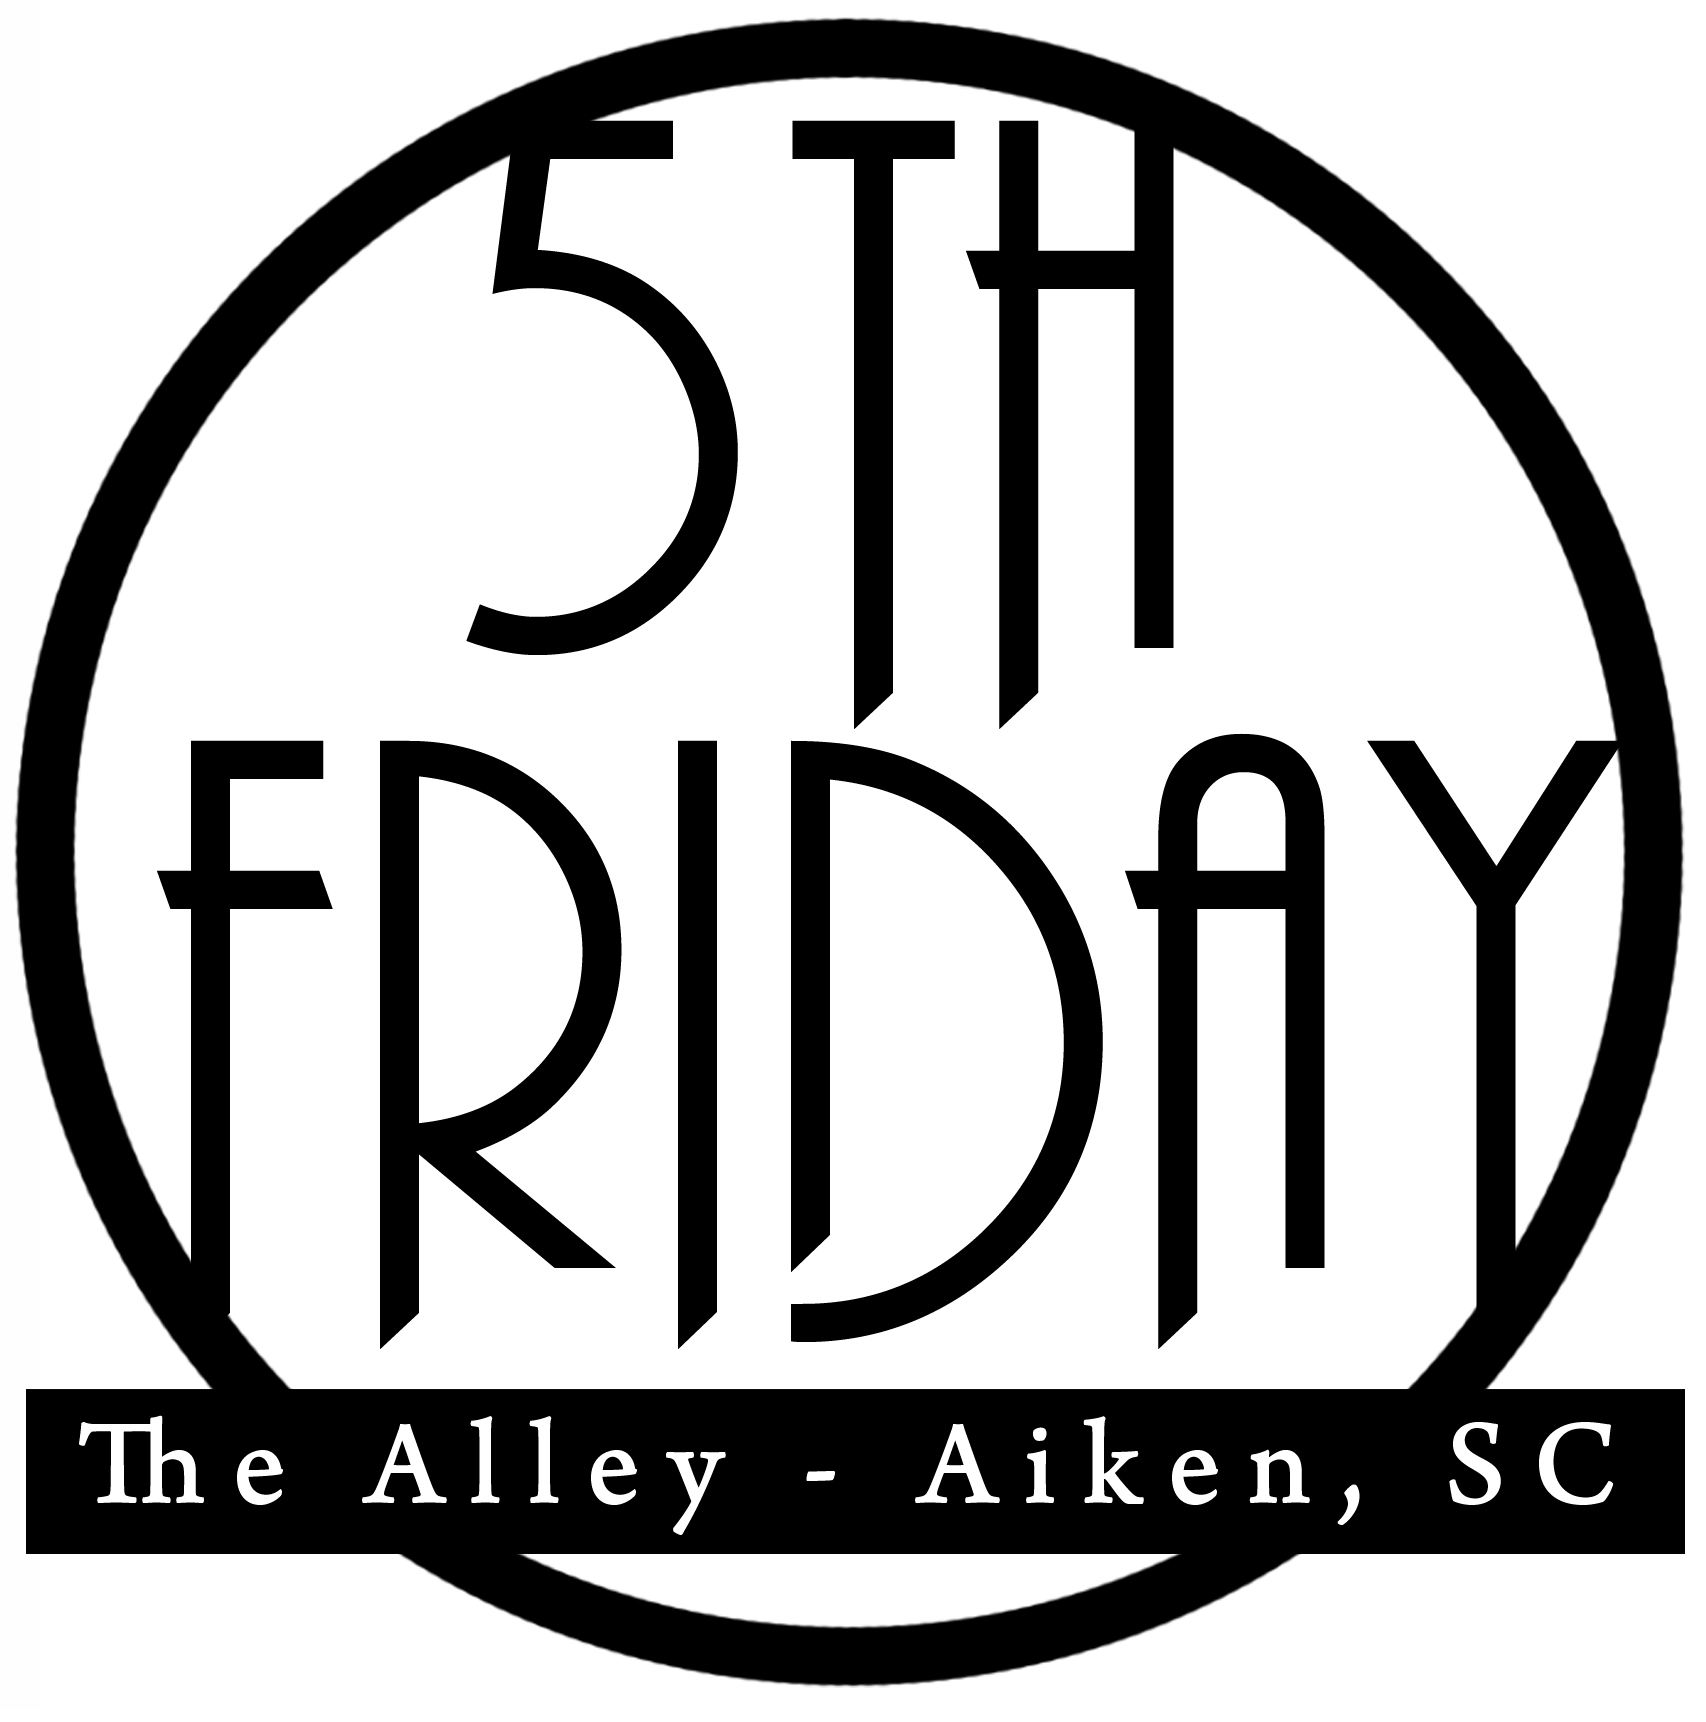 5TH
FRIDAY
The Alley - Aiken, SC